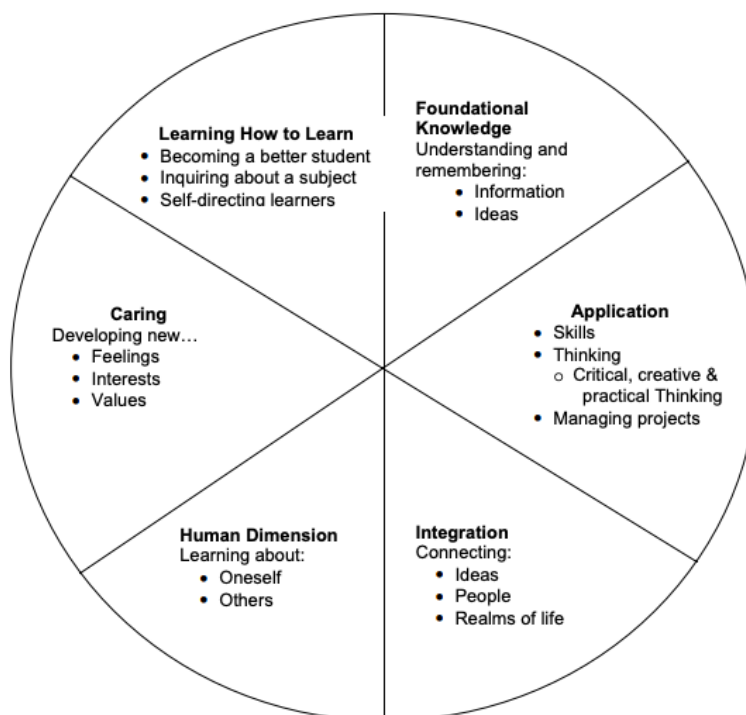 Learning How to Learn
• Becoming a better student
• Inquiring about a subject
• Self-directing learners
Foundational
Knowledge
Understanding and
remembering:
• Information
• Ideas
Caring
Developing new…
• Feelings
• Interests
• Values
Application
• Skills
• Thinking
o Critical, creative &
practical Thinking
• Managing projects
Human Dimension
Learning about:
• Oneself
• Others
Integration
Connecting:
• Ideas
• People
• Realms of life